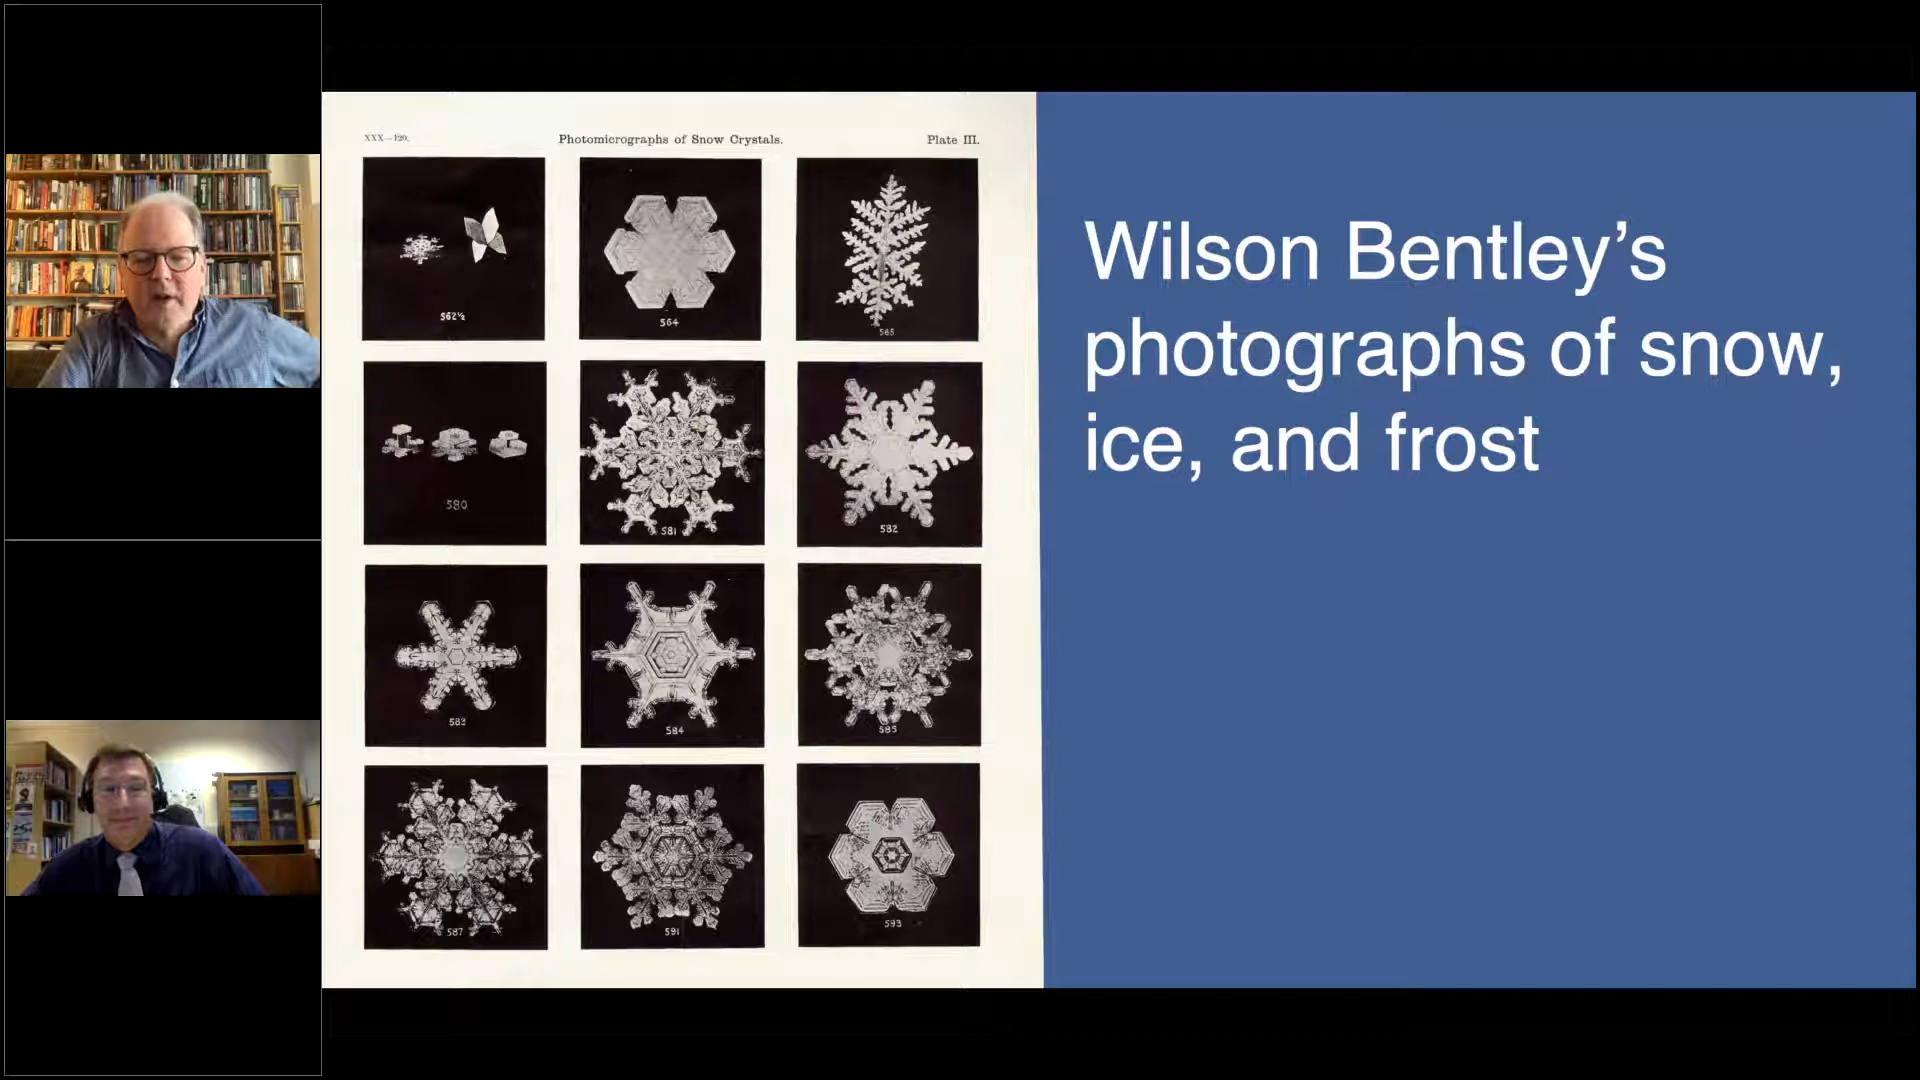 XXX—120.
Photomicrographs of Snow Crystals.
Plate III.
562½
564
565
580
581
582
583
584
585
587
591
593
Wilson Bentley’s
photographs of snow,
ice, and frost